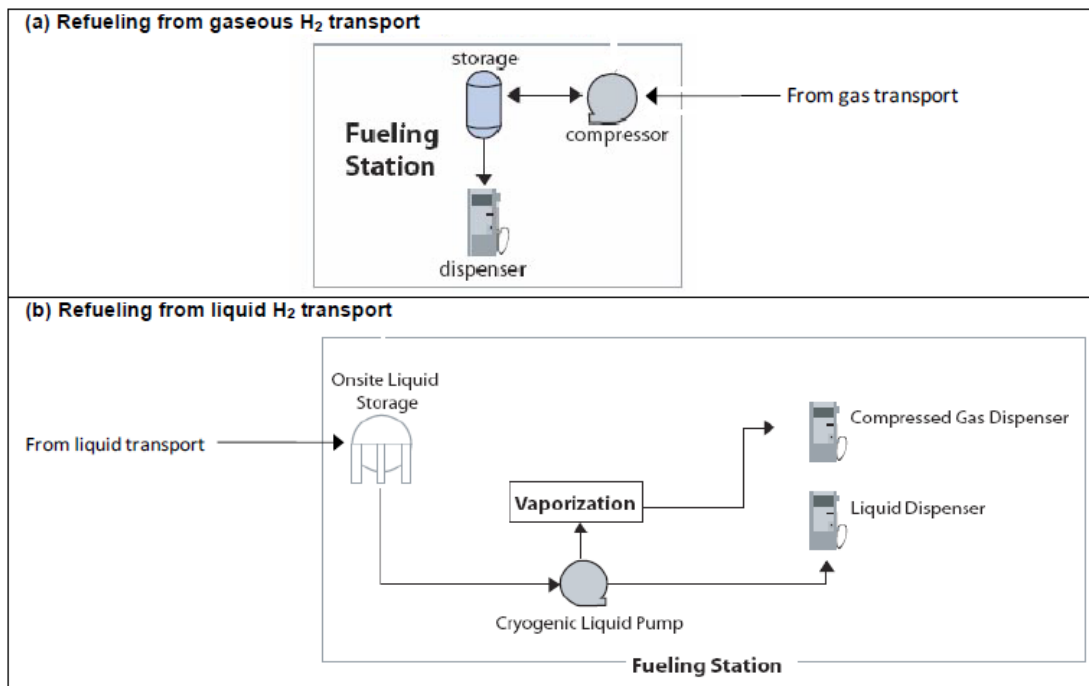 (a) Refueling from gaseous H₂ transport
storage
From gas transport
compressor
Fueling
Station
dispenser
(b) Refueling from liquid H₂ transport
Onsite Liquid
Storage
Compressed Gas Dispenser
From liquid transport
Vaporization
Liquid Dispenser
Cryogenic Liquid Pump
Fueling Station